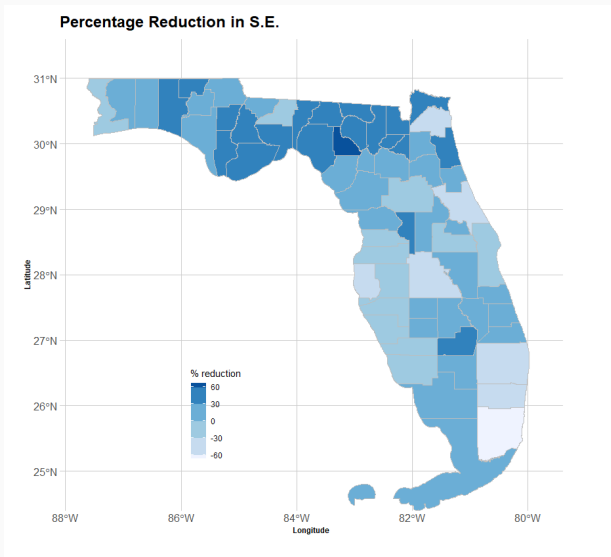 Percentage Reduction in S.E.
31°N
30°N
29°N
28°N
27°N
26°N
25°N
Latitude
% reduction
60
30
0
-30
-60
88°W 86°W 84°W 82°W 80°W
Longitude